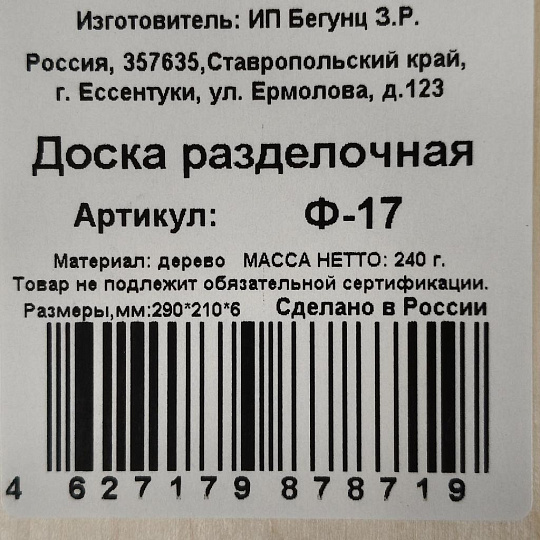 Изготовитель: ИП Бегунц З.Р.
Россия, 357635,Ставропольский край,
г. Ессентуки, ул. Ермолова, д.123
Доска разделочная
Артикул: Ф-17
Материал: дерево МАССА НЕТТО: 240 г.
Товар не подлежит обязательной сертификации.
Размеры,мм:290*210*6 Сделано в России
4 627179 878719